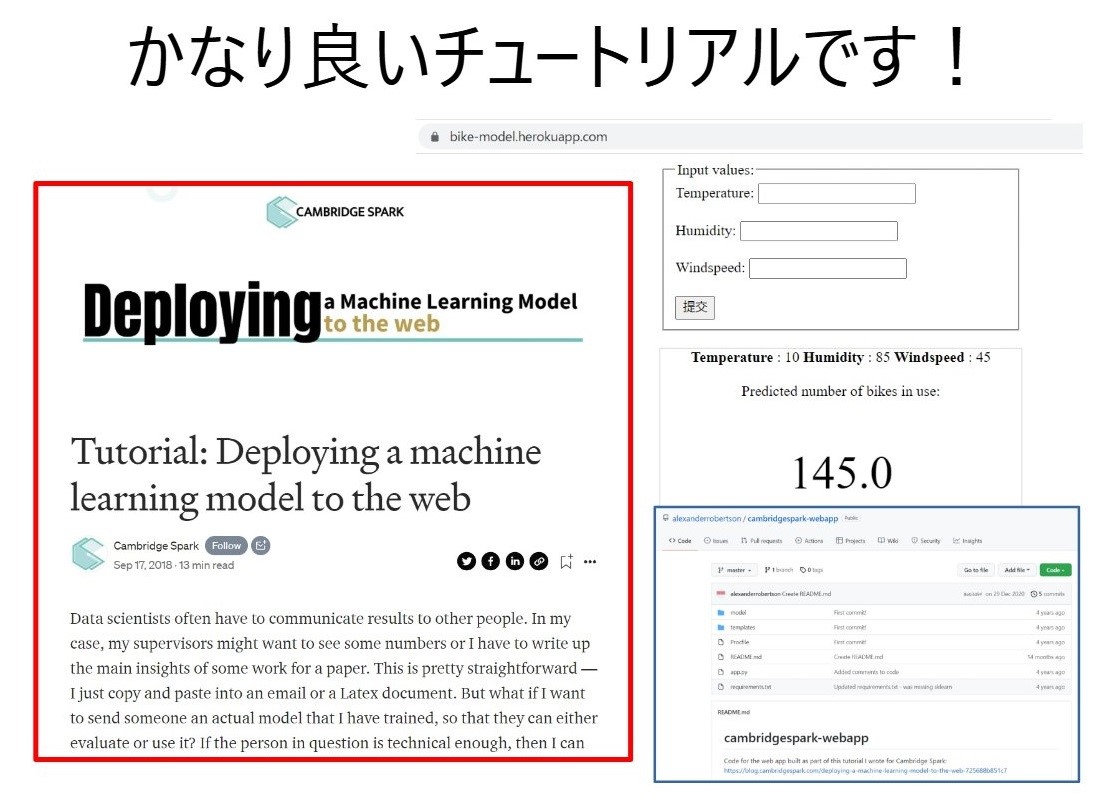 かなり良いチュートリアルです！
bike-model.herokuapp.com
CAMBRIDGE SPARK
Deploying a Machine Learning Model
to the web
Tutorial: Deploying a machine
learning model to the web
Cambridge Spark Follow
Sep 17, 2018 · 13 min read
Data scientists often have to communicate results to other people. In my
case, my supervisors might want to see some numbers or I have to write up
the main insights of some work for a paper. This is pretty straightforward —
I just copy and paste into an email or a Latex document. But what if I want
to send someone an actual model that I have trained, so that they can either
evaluate or use it? If the person in question is technical enough, then I can
Input values:
Temperature:
Humidity:
Windspeed:
提交
Temperature : 10 Humidity : 85 Windspeed : 45
Predicted number of bikes in use:
145.0
alexanderrobertson / cambridgespark-webapp Public
Code Issues Pull requests Actions Projects Wiki Security Insights
master 1 branch 0 tags Go to file Add file Code
alexanderrobertson Create README.md on 29 Dec 2020 5 commits
model First commit! 4 years ago
templates First commit! 4 years ago
Procfile First commit! 4 years ago
README.md Create README.md 14 months ago
app.py Added comments to code 4 years ago
requirements.txt Updated requirements.txt - was missing sklearn 4 years ago
README.md
cambridgespark-webapp
Code for the web app built as part of this tutorial I wrote for Cambridge Spark:
https://blog.cambridgespark.com/deploying-a-machine-learning-model-to-the-web-725688b851c7